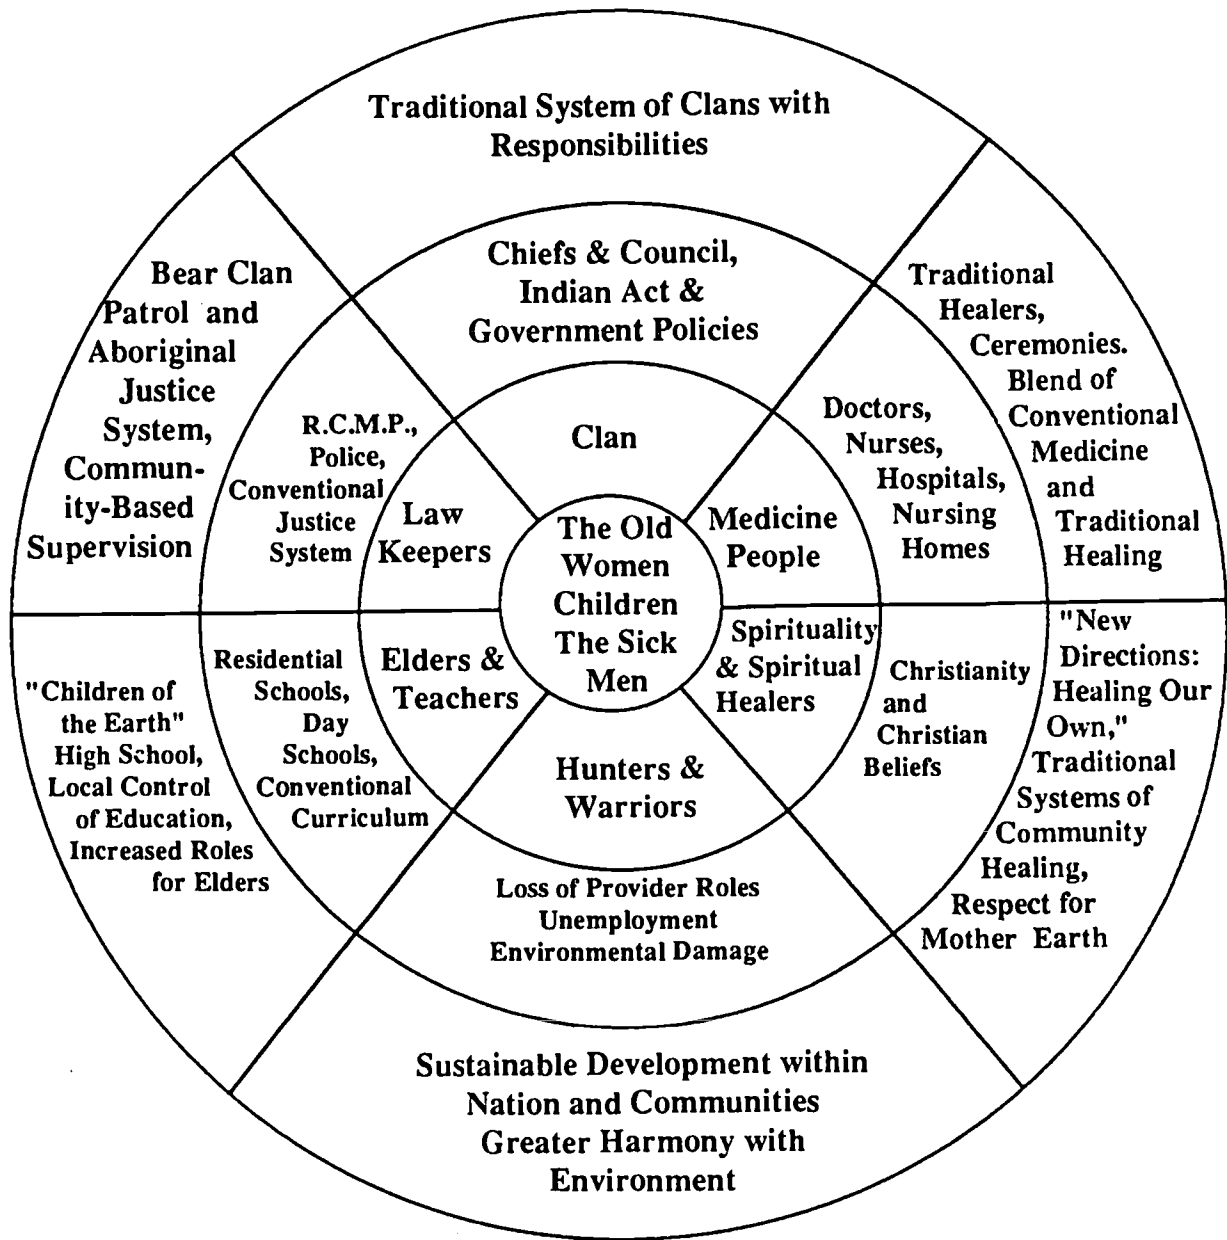 Traditional System of Clans with
Responsibilities
Chiefs & Council,
Indian Act &
Government Policies
Clan
Bear Clan
Patrol and
Aboriginal
Justice
System,
Commun-
ity-Based
Supervision
R.C.M.P.,
Police,
Conventional
Justice
System
Law
Keepers
The Old
Women
Children
The Sick
Men
Medicine
People
Doctors,
Nurses,
Hospitals,
Nursing
Homes
Traditional
Healers,
Ceremonies.
Blend of
Conventional
Medicine
and
Traditional
Healing
"Children of
the Earth"
High School,
Local Control
of Education,
Increased Roles
for Elders
Residential
Schools,
Day
Schools,
Conventional
Curriculum
Elders &
Teachers
Spirituality
& Spiritual
Healers
Christianity
and
Christian
Beliefs
"New
Directions:
Healing Our
Own,"
Traditional
Systems of
Community
Healing,
Respect for
Mother Earth
Hunters &
Warriors
Loss of Provider Roles
Unemployment
Environmental Damage
Sustainable Development within
Nation and Communities
Greater Harmony with
Environment